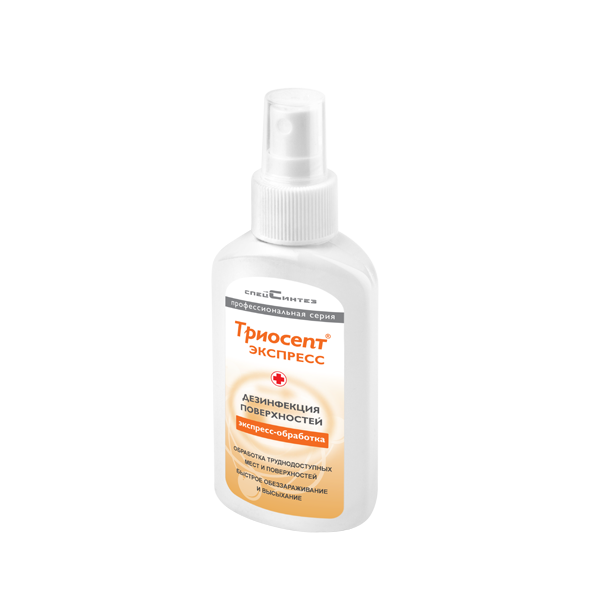 спецСинтез
профессиональная серия
Триосепт®
ЭКСПРЕСС
ДЕЗИНФЕКЦИЯ
ПОВЕРХНОСТЕЙ
экспресс-обработка
ОБРАБОТКА ТРУДНОДОСТУПНЫХ
МЕСТ И ПОВЕРХНОСТЕЙ
БЫСТРОЕ ОБЕЗЗАРАЖИВАНИЕ
И ВЫСЫХАНИЕ